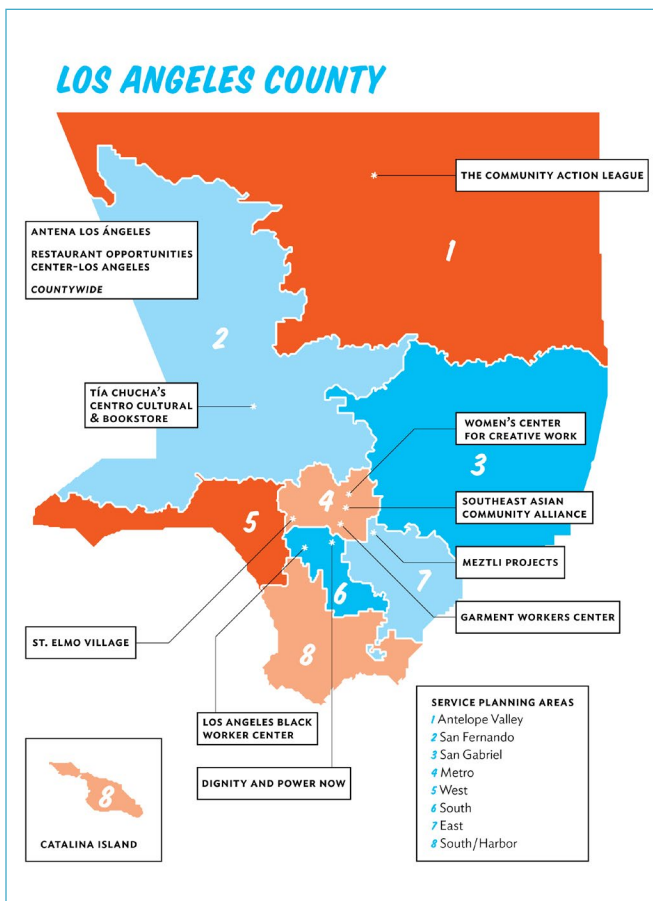 LOS ANGELES COUNTY
THE COMMUNITY ACTION LEAGUE
ANTENA LOS ÁNGELES
RESTAURANT OPPORTUNITIES
CENTER–LOS ANGELES
COUNTYWIDE
1
2
TÍA CHUCHA'S
CENTRO CULTURAL
& BOOKSTORE
WOMEN'S CENTER
FOR CREATIVE WORK
3
4
SOUTHEAST ASIAN
COMMUNITY ALLIANCE
5
MEZTLI PROJECTS
7
6
GARMENT WORKERS CENTER
ST. ELMO VILLAGE
8
LOS ANGELES BLACK
WORKER CENTER
DIGNITY AND POWER NOW
SERVICE PLANNING AREAS
1 Antelope Valley
2 San Fernando
3 San Gabriel
4 Metro
5 West
6 South
7 East
8 South/Harbor
8
CATALINA ISLAND